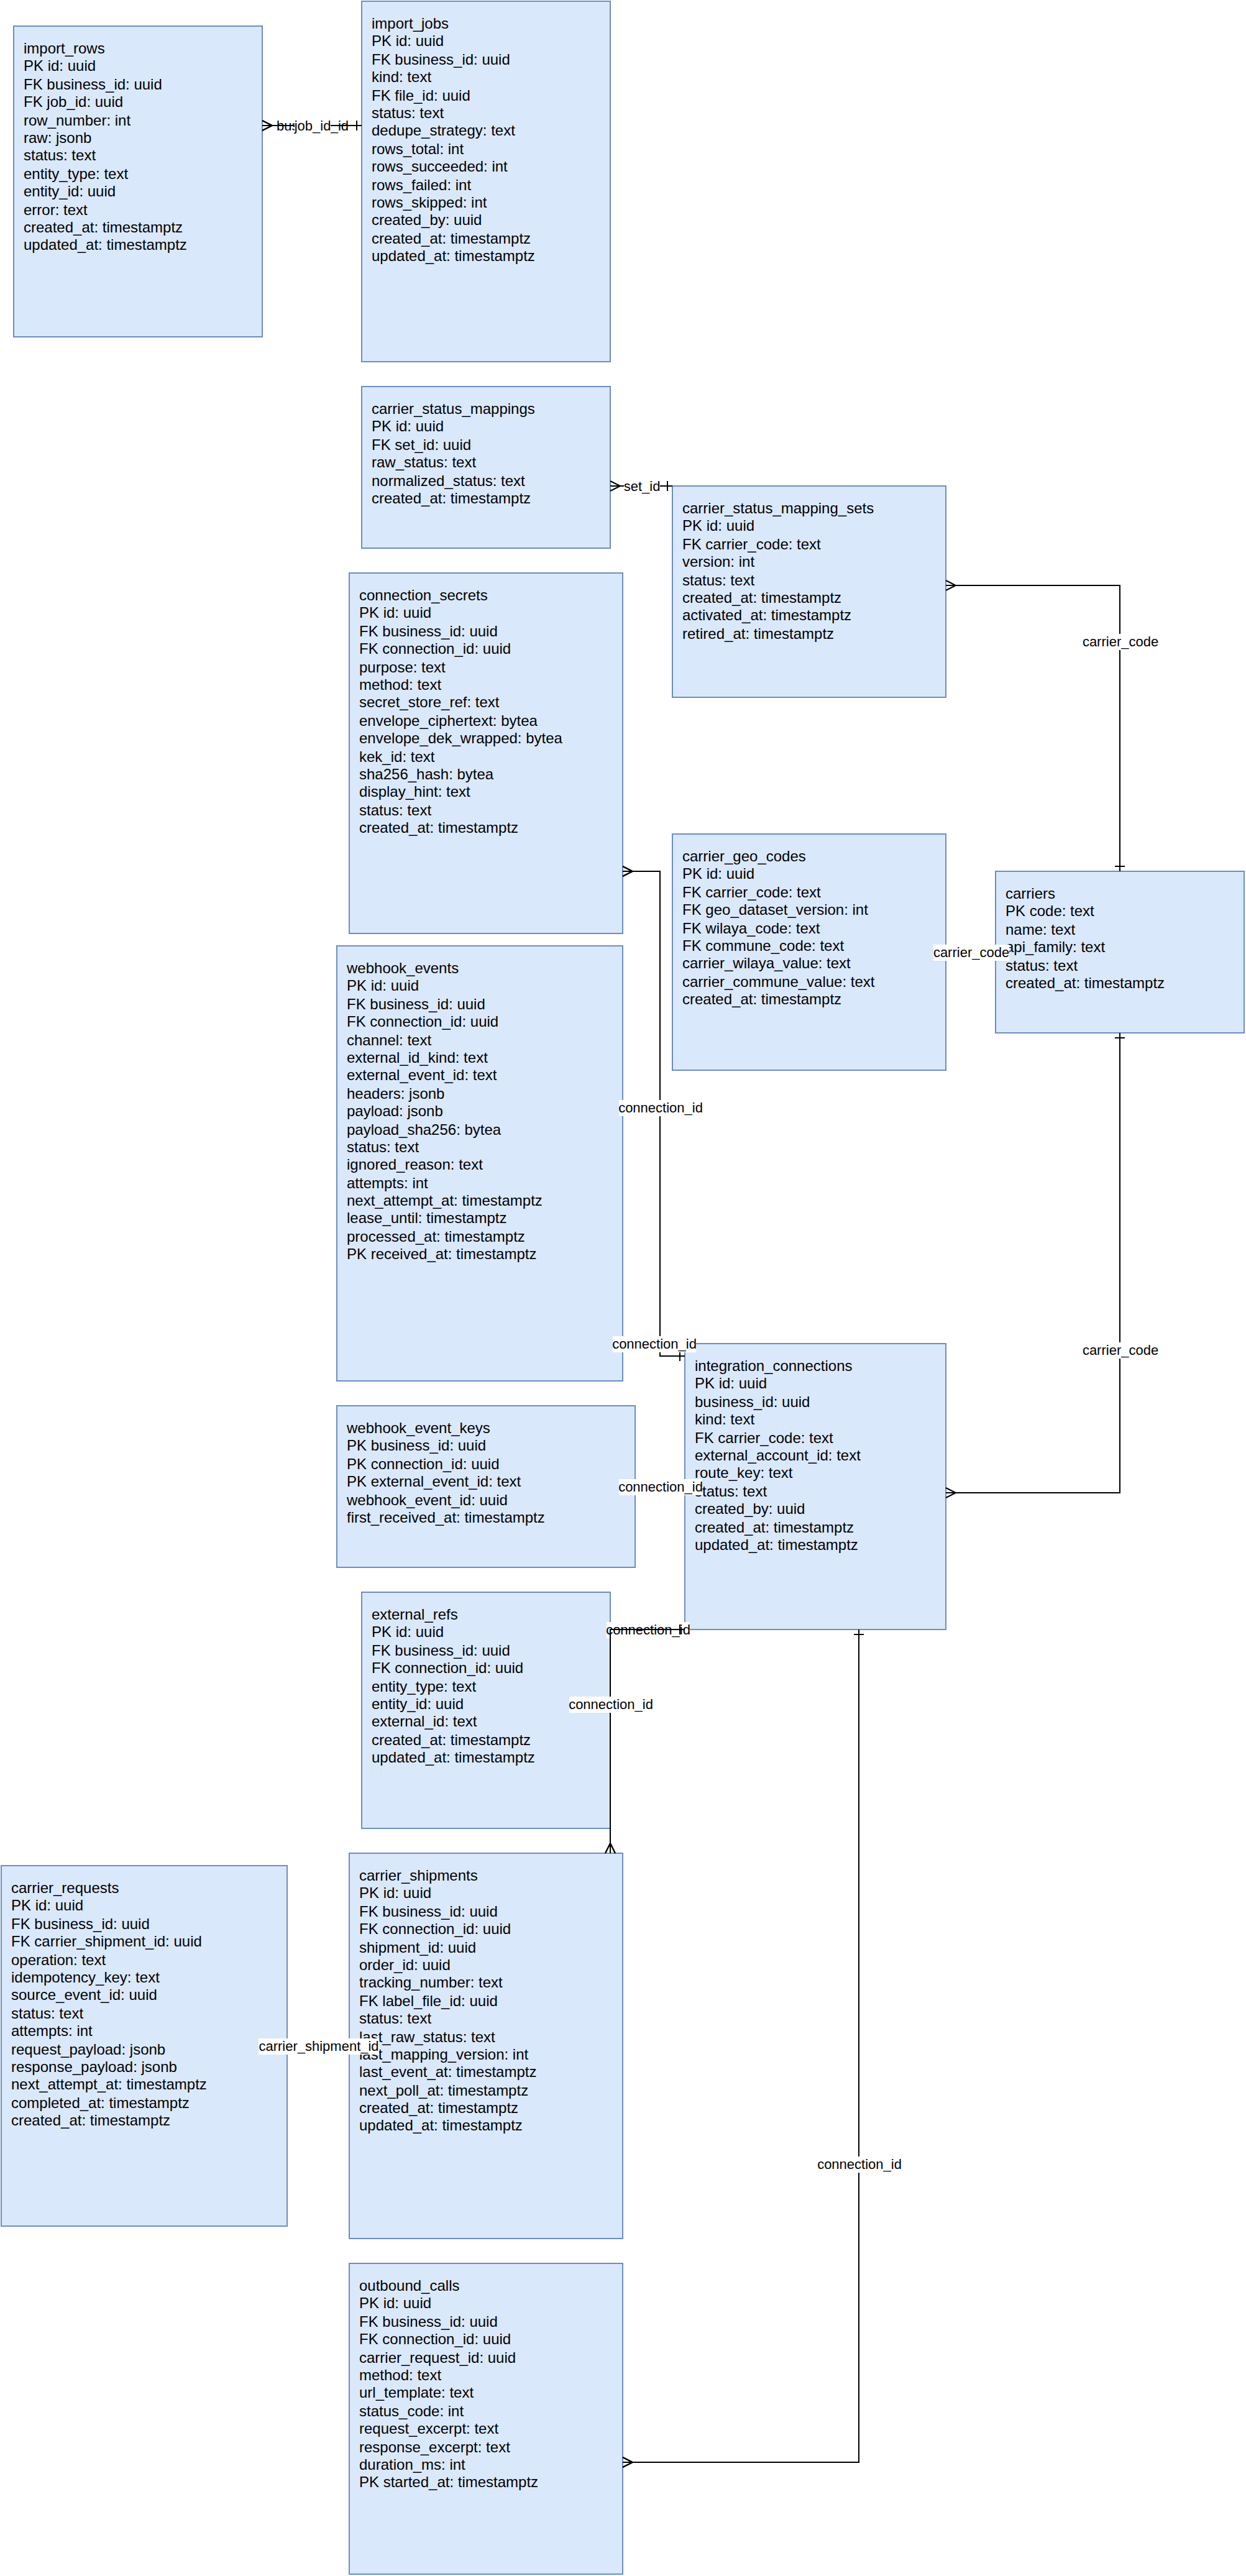 import_rows
PK id: uuid
FK business_id: uuid
FK job_id: uuid
row_number: int
raw: jsonb
status: text
entity_type: text
entity_id: uuid
error: text
created_at: timestamptz
updated_at: timestamptz
job_id
import_jobs
PK id: uuid
FK business_id: uuid
kind: text
FK file_id: uuid
status: text
dedupe_strategy: text
rows_total: int
rows_succeeded: int
rows_failed: int
rows_skipped: int
created_by: uuid
created_at: timestamptz
updated_at: timestamptz
carrier_status_mappings
PK id: uuid
FK set_id: uuid
raw_status: text
normalized_status: text
created_at: timestamptz
set_id
carrier_status_mapping_sets
PK id: uuid
FK carrier_code: text
version: int
status: text
created_at: timestamptz
activated_at: timestamptz
retired_at: timestamptz
carrier_code
connection_secrets
PK id: uuid
FK business_id: uuid
FK connection_id: uuid
purpose: text
method: text
secret_store_ref: text
envelope_ciphertext: bytea
envelope_dek_wrapped: bytea
kek_id: text
sha256_hash: bytea
display_hint: text
status: text
created_at: timestamptz
carrier_geo_codes
PK id: uuid
FK carrier_code: text
FK geo_dataset_version: int
FK wilaya_code: text
FK commune_code: text
carrier_wilaya_value: text
carrier_commune_value: text
created_at: timestamptz
carrier_code
carriers
PK code: text
name: text
api_family: text
status: text
created_at: timestamptz
webhook_events
PK id: uuid
FK business_id: uuid
FK connection_id: uuid
channel: text
external_id_kind: text
external_event_id: text
headers: jsonb
payload: jsonb
payload_sha256: bytea
status: text
ignored_reason: text
attempts: int
next_attempt_at: timestamptz
lease_until: timestamptz
processed_at: timestamptz
PK received_at: timestamptz
connection_id
connection_id
carrier_code
integration_connections
PK id: uuid
business_id: uuid
kind: text
FK carrier_code: text
external_account_id: text
route_key: text
status: text
created_by: uuid
created_at: timestamptz
updated_at: timestamptz
webhook_event_keys
PK business_id: uuid
PK connection_id: uuid
PK external_event_id: text
webhook_event_id: uuid
first_received_at: timestamptz
connection_id
external_refs
PK id: uuid
FK business_id: uuid
FK connection_id: uuid
entity_type: text
entity_id: uuid
external_id: text
created_at: timestamptz
updated_at: timestamptz
connection_id
connection_id
carrier_requests
PK id: uuid
FK business_id: uuid
FK carrier_shipment_id: uuid
operation: text
idempotency_key: text
source_event_id: uuid
status: text
attempts: int
request_payload: jsonb
response_payload: jsonb
next_attempt_at: timestamptz
completed_at: timestamptz
created_at: timestamptz
carrier_shipment_id
carrier_shipments
PK id: uuid
FK business_id: uuid
FK connection_id: uuid
shipment_id: uuid
order_id: uuid
tracking_number: text
FK label_file_id: uuid
status: text
last_raw_status: text
last_mapping_version: int
last_event_at: timestamptz
next_poll_at: timestamptz
created_at: timestamptz
updated_at: timestamptz
connection_id
outbound_calls
PK id: uuid
FK business_id: uuid
FK connection_id: uuid
carrier_request_id: uuid
method: text
url_template: text
status_code: int
request_excerpt: text
response_excerpt: text
duration_ms: int
PK started_at: timestamptz